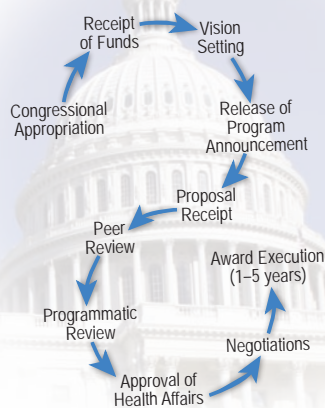 Congressional
Appropriation
Receipt
of Funds
Vision
Setting
Release of
Program
Announcement
Proposal
Receipt
Peer
Review
Programmatic
Review
Approval of
Health Affairs
Negotiations
Award Execution
(1–5 years)